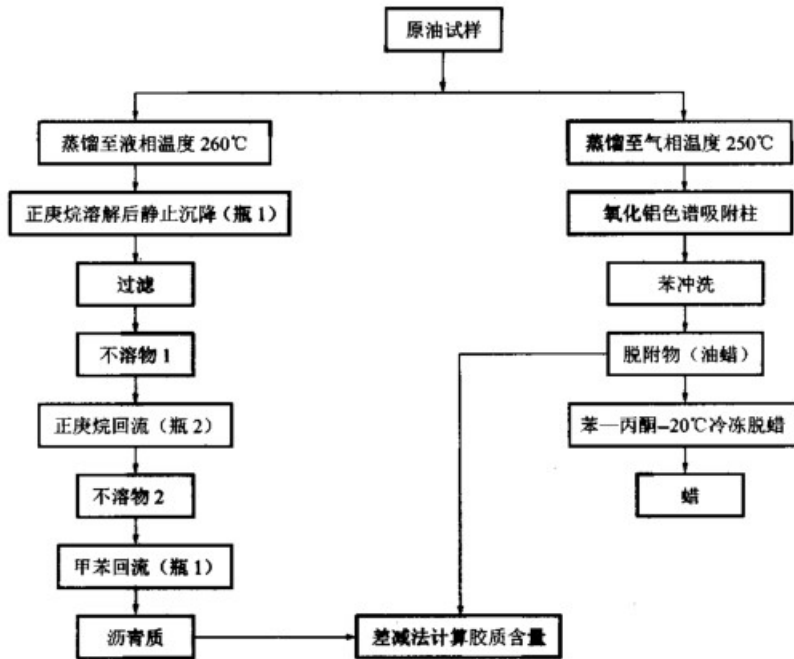 原油试样
蒸馏至液相温度 260℃
蒸馏至气相温度 250℃
正庚烷溶解后静止沉降（瓶 1）
氧化铝色谱吸附柱
过滤
苯冲洗
不溶物 1
脱附物（油蜡）
正庚烷回流（瓶 2）
苯—丙酮–20℃冷冻脱蜡
不溶物 2
蜡
甲苯回流（瓶 1）
沥青质
差减法计算胶质含量